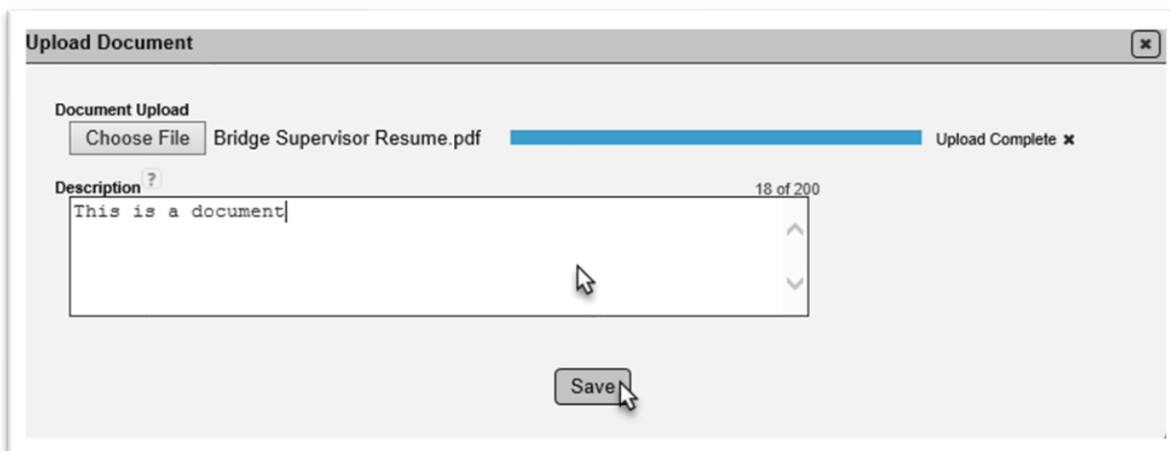 Upload Document
Document Upload
Choose File Bridge Supervisor Resume.pdf Upload Complete
Description ? 18 of 200
This is a document
Save